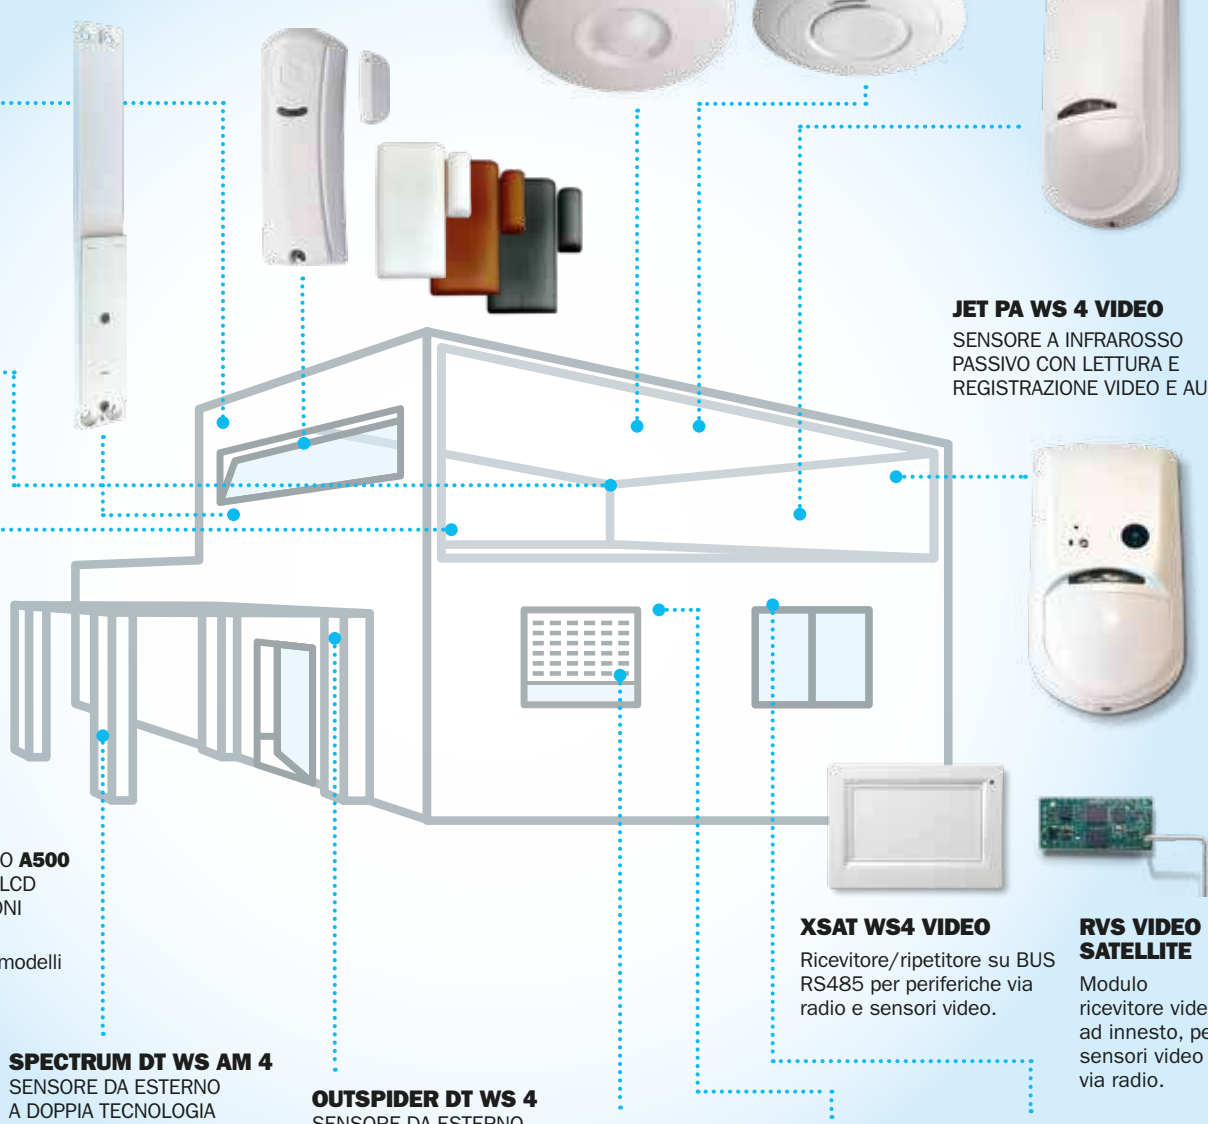 JET PA WS 4 VIDEO
SENSORE A INFRAROSSO
PASSIVO CON LETTURA E
REGISTRAZIONE VIDEO E AU
O A500
LCD
ONI
modelli
XSAT WS4 VIDEO
Ricevitore/ripetitore su BUS
RS485 per periferiche via
radio e sensori video.
RVS VIDEO
SATELLITE
Modulo
ricevitore vide
ad innesto, pe
sensori video
via radio.
SPECTRUM DT WS AM 4
SENSORE DA ESTERNO
A DOPPIA TECNOLOGIA
OUTSPIDER DT WS 4
SENSORE DA ESTERNO